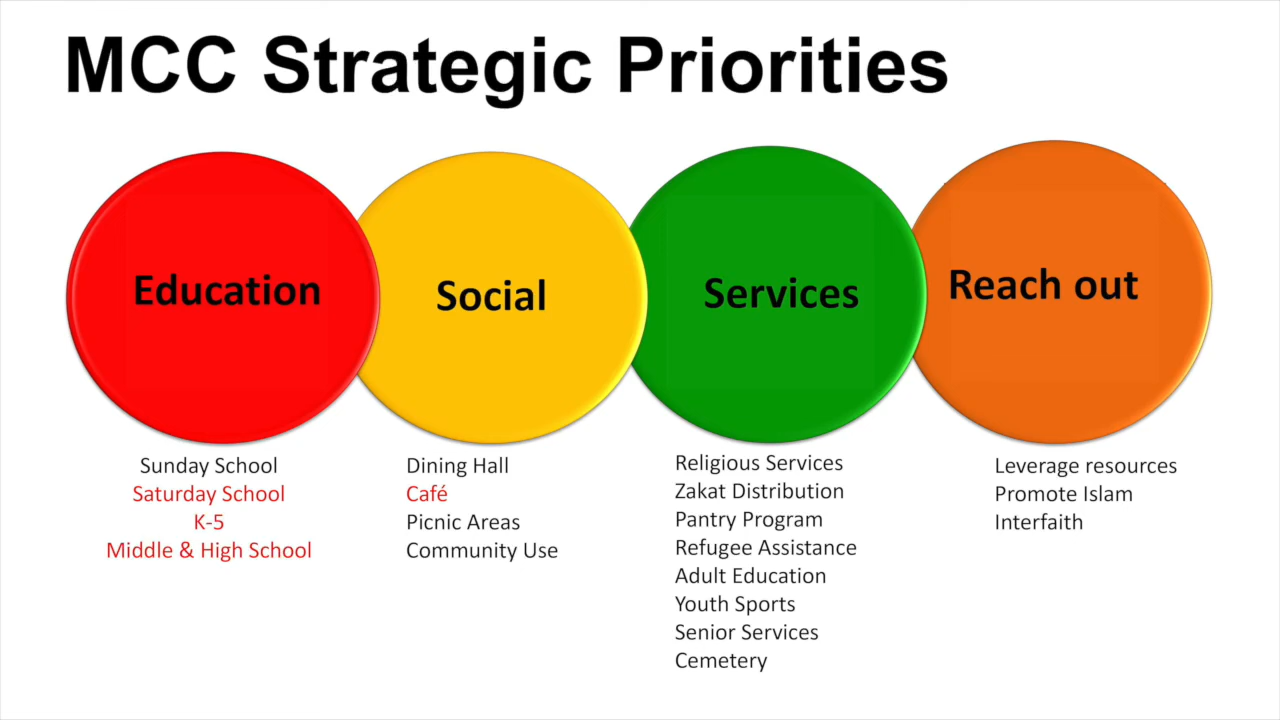 MCC Strategic Priorities
Education
Social
Services
Reach out
Sunday School
Saturday School
K-5
Middle & High School
Dining Hall
Café
Picnic Areas
Community Use
Religious Services
Zakat Distribution
Pantry Program
Refugee Assistance
Adult Education
Youth Sports
Senior Services
Cemetery
Leverage resources
Promote Islam
Interfaith